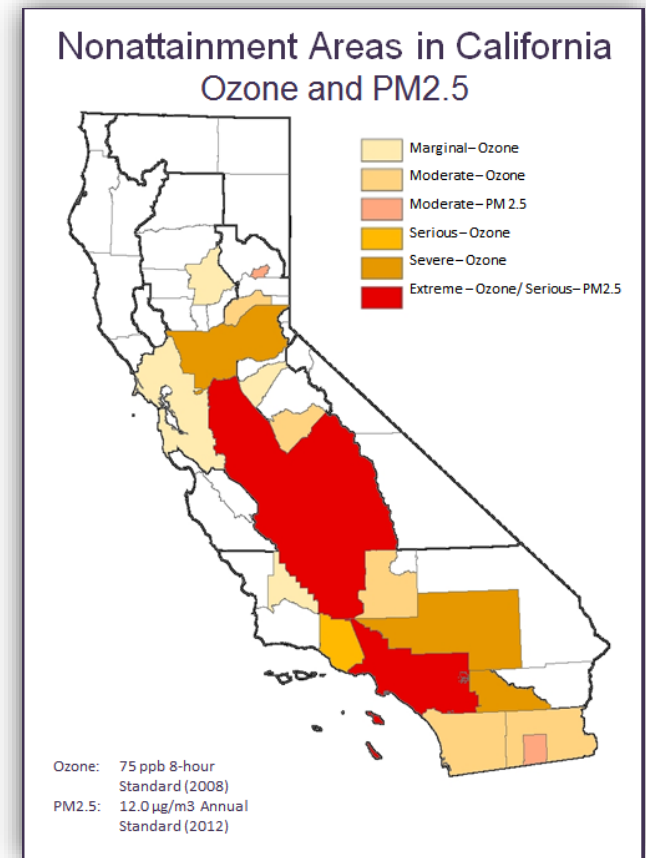 Nonattainment Areas in California
Ozone and PM2.5
Marginal–Ozone
Moderate–Ozone
Moderate–PM 2.5
Serious–Ozone
Severe–Ozone
Extreme–Ozone/ Serious–PM2.5
Ozone: 75 ppb 8-hour
Standard (2008)
PM2.5: 12.0 µg/m3 Annual
Standard (2012)